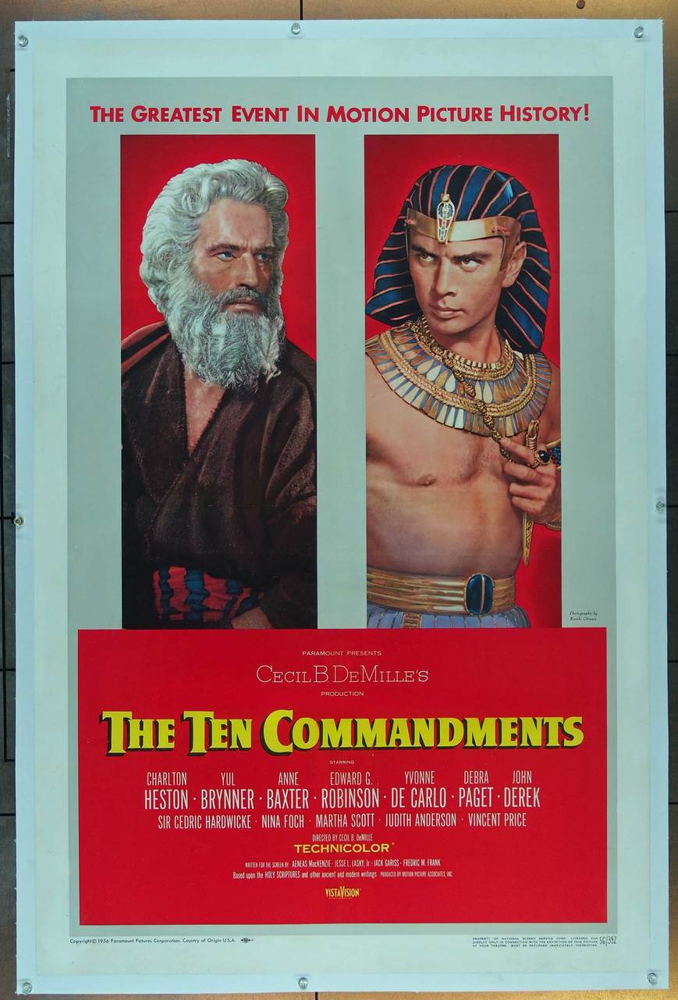 THE GREATEST EVENT IN MOTION PICTURE HISTORY!
Photographs by
Karsh, Ottawa
PARAMOUNT PRESENTS
CECIL B. DEMILLE'S
PRODUCTION
THE TEN COMMANDMENTS
STARRING
CHARLTON HESTON · YUL BRYNNER · ANNE BAXTER · EDWARD G. ROBINSON · YVONNE DE CARLO · DEBRA PAGET · JOHN DEREK
SIR CEDRIC HARDWICKE · NINA FOCH · MARTHA SCOTT · JUDITH ANDERSON · VINCENT PRICE
DIRECTED BY CECIL B. DeMILLE
TECHNICOLOR®
WRITTEN FOR THE SCREEN BY AENEAS MacKENZIE · JESSE L. LASKY, Jr. · JACK GARISS · FREDRIC M. FRANK
Based upon the HOLY SCRIPTURES and other ancient and modern writings PRODUCED BY MOTION PICTURE ASSOCIATES, INC.
VISTAVISION
Copyright © 1956 Paramount Pictures Corporation. Country of Origin U.S.A.
PROPERTY OF NATIONAL SCREEN SERVICE CORP. LICENSED FOR
DISPLAY ONLY IN CONNECTION WITH THE EXHIBITION OF THIS PICTURE
AT YOUR THEATRE. MUST BE RETURNED IMMEDIATELY THEREAFTER.
56/392